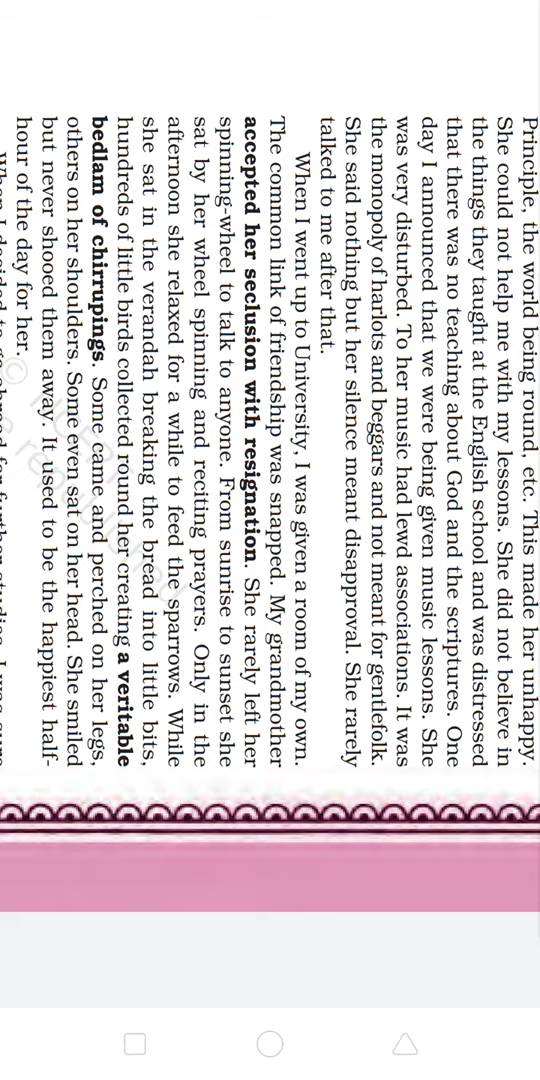 Principle, the world being round, etc. This made her unhappy.
She could not help me with my lessons. She did not believe in
the things they taught at the English school and was distressed
that there was no teaching about God and the scriptures. One
day I announced that we were being given music lessons. She
was very disturbed. To her music had lewd associations. It was
the monopoly of harlots and beggars and not meant for gentlefolk.
She said nothing but her silence meant disapproval. She rarely
talked to me after that.
When I went up to University, I was given a room of my own.
The common link of friendship was snapped. My grandmother
accepted her seclusion with resignation. She rarely left her
spinning-wheel to talk to anyone. From sunrise to sunset she
sat by her wheel spinning and reciting prayers. Only in the
afternoon she relaxed for a while to feed the sparrows. While
she sat in the verandah breaking the bread into little bits,
hundreds of little birds collected round her creating a veritable
bedlam of chirrupings. Some came and perched on her legs,
others on her shoulders. Some even sat on her head. She smiled
but never shooed them away. It used to be the happiest half-
hour of the day for her.
When I decided to go abroad for further studies, I was sure
©
republished